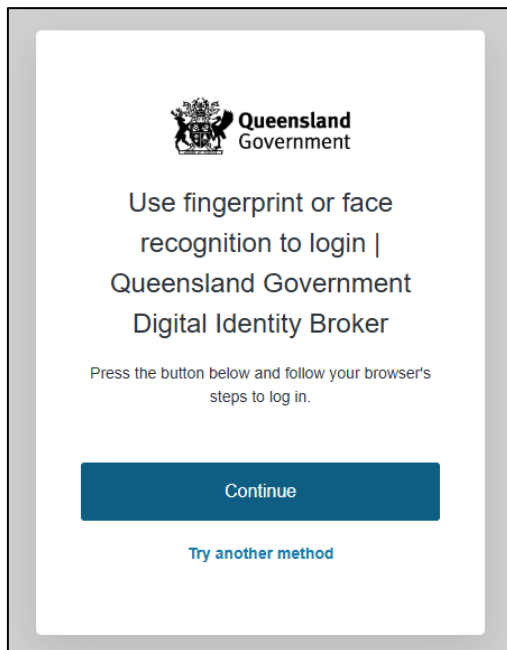 Queensland
Government
Use fingerprint or face
recognition to login |
Queensland Government
Digital Identity Broker
Press the button below and follow your browser's
steps to log in.
Continue
Try another method